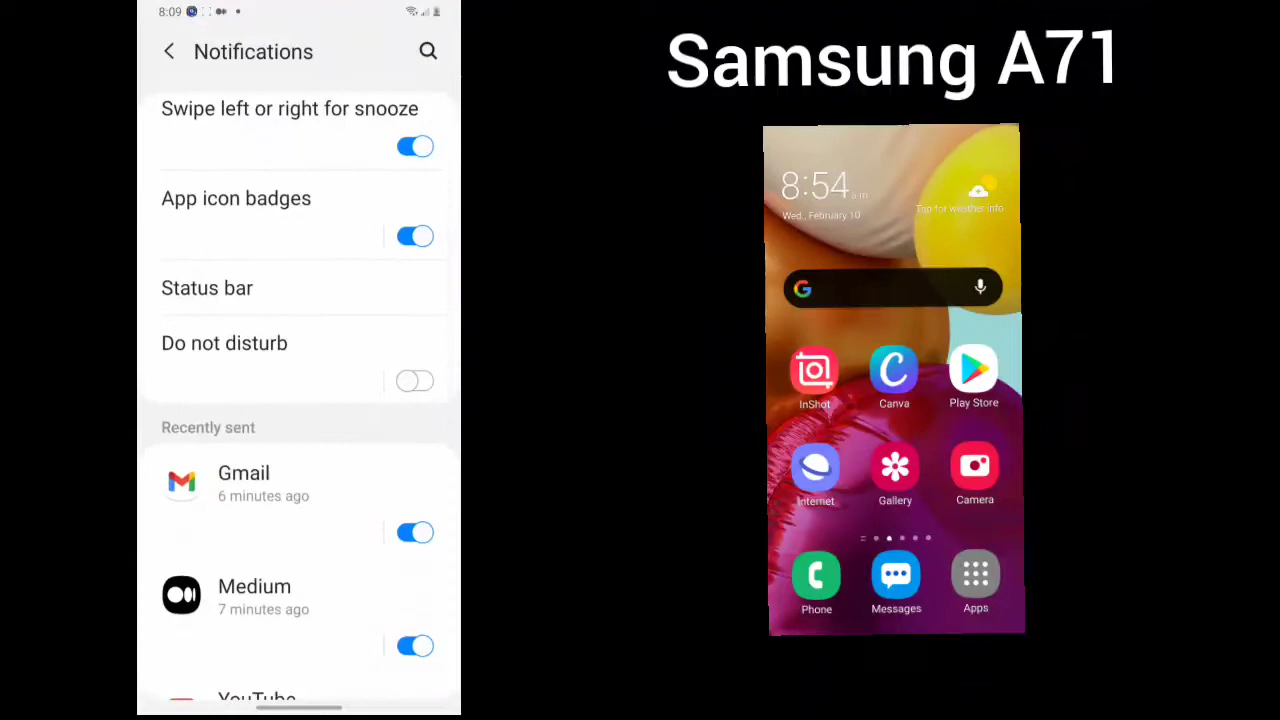 8:09
Notifications
Swipe left or right for snooze
App icon badges
Status bar
Do not disturb
Recently sent
Gmail
6 minutes ago
Medium
7 minutes ago
YouTube
Samsung A71
8:54 a.m
Wed., February 10
Tap for weather info
InShot
Canva
Play Store
Internet
Gallery
Camera
Phone
Messages
Apps